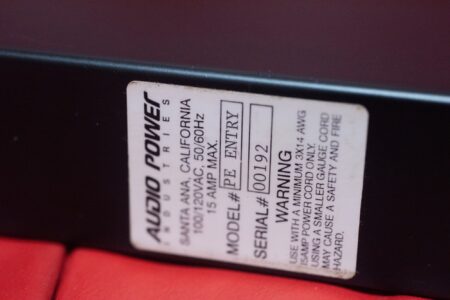 AUDIO POWER
INDUSTRIES
SANTA ANA, CALIFORNIA
100/120VAC, 50/60Hz
15 AMP MAX.
MODEL# PE ENTRY
SERIAL# 00192
WARNING
USE WITH A MINIMUM 3X14 AWG
15AMP POWER CORD ONLY.
USING A SMALLER GAUGE CORD
MAY CAUSE A SAFETY AND FIRE
HAZARD.